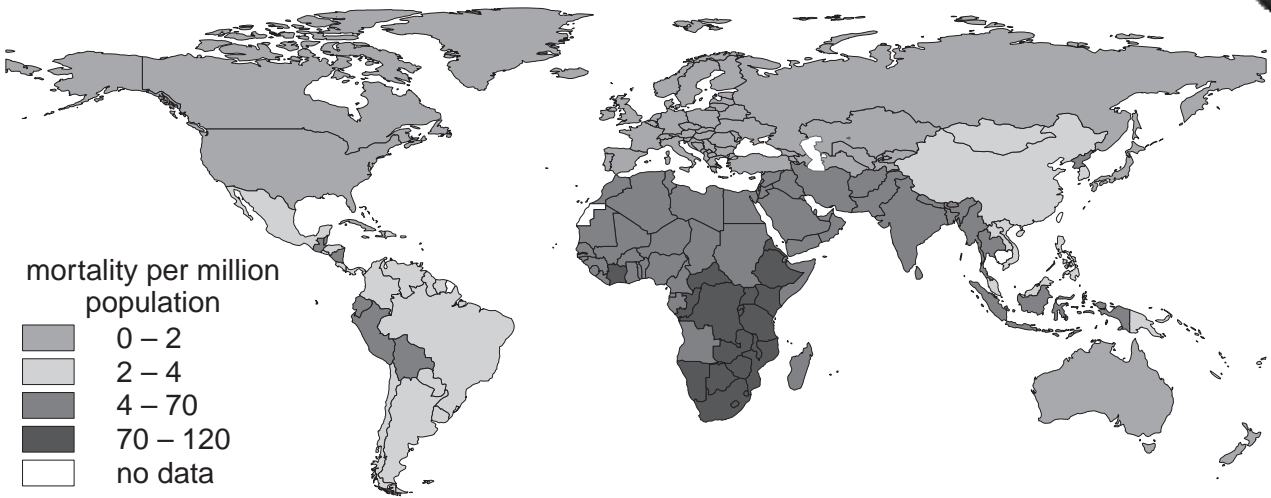 mortality per million
population
0 – 2
2 – 4
4 – 70
70 – 120
no data